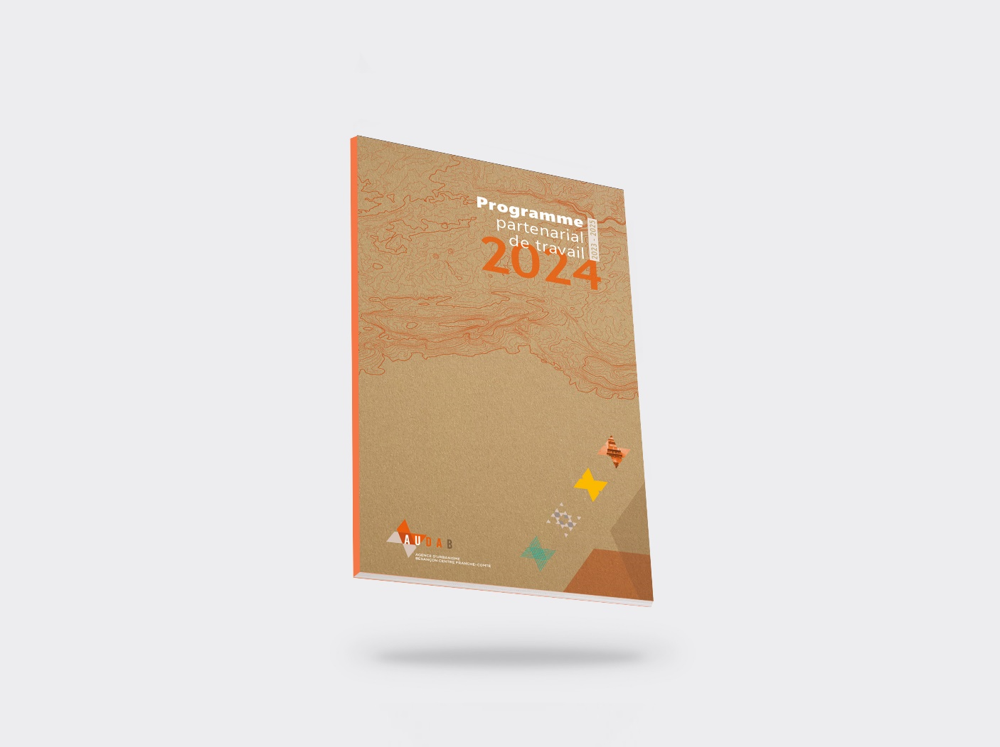 Programme
partenarial
de travail
2023 - 2025
2024
AUDAB
AGENCE D'URBANISME
BESANÇON CENTRE FRANCHE-COMTÉ